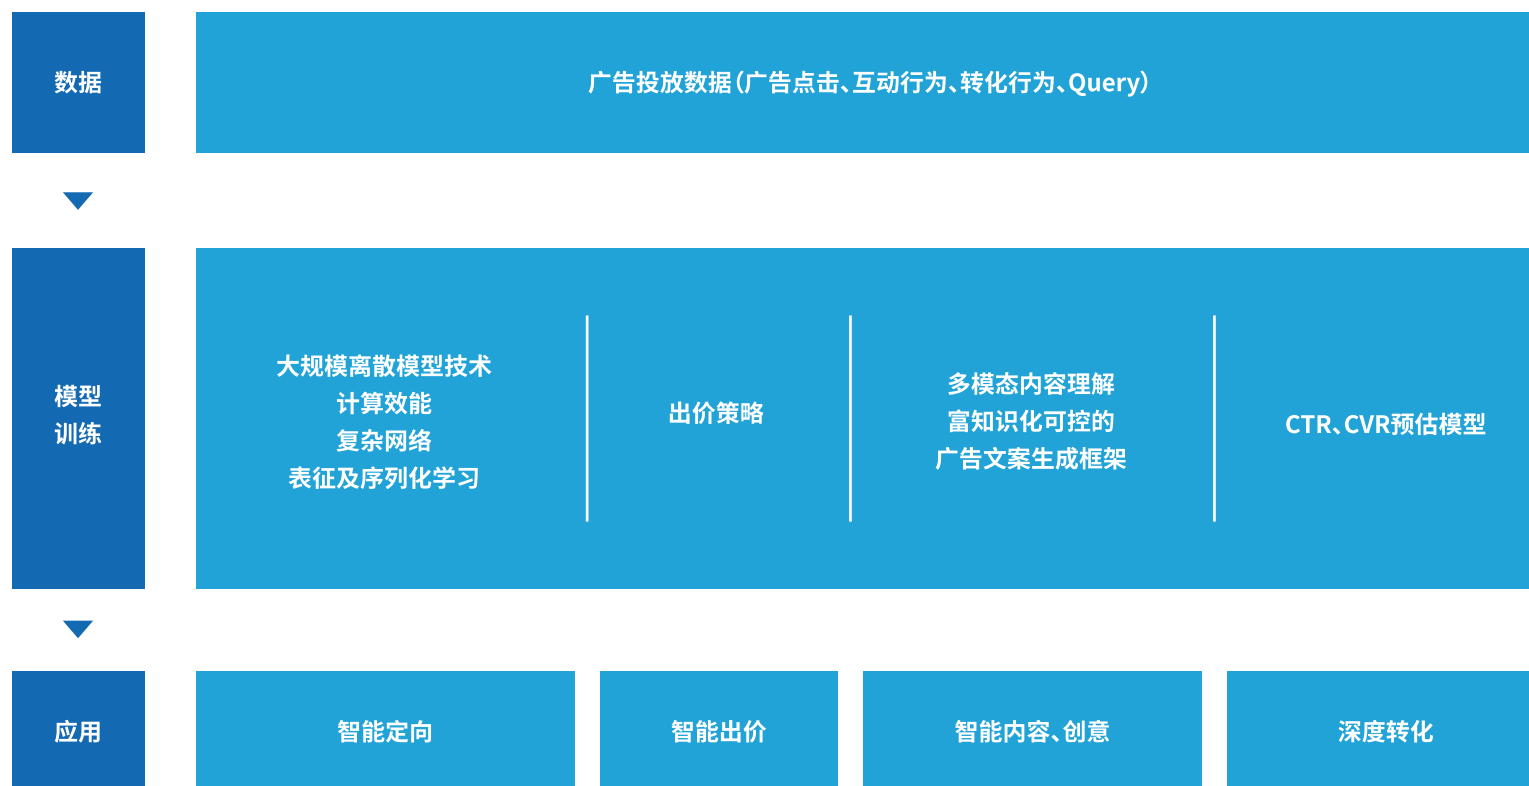 数据
广告投放数据（广告点击、互动行为、转化行为、Query）
模型
训练
大规模离散模型技术
计算效能
复杂网络
表征及序列化学习
出价策略
多模态内容理解
富知识化可控的
广告文案生成框架
CTR、CVR预估模型
应用
智能定向
智能出价
智能内容、创意
深度转化